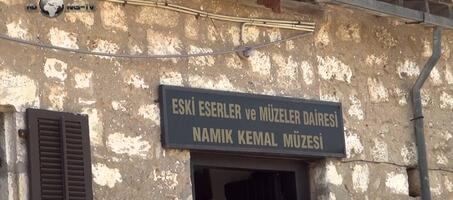 ESKİ ESERLER ve MÜZELER DAİRESİ
NAMIK KEMAL MÜZESİ